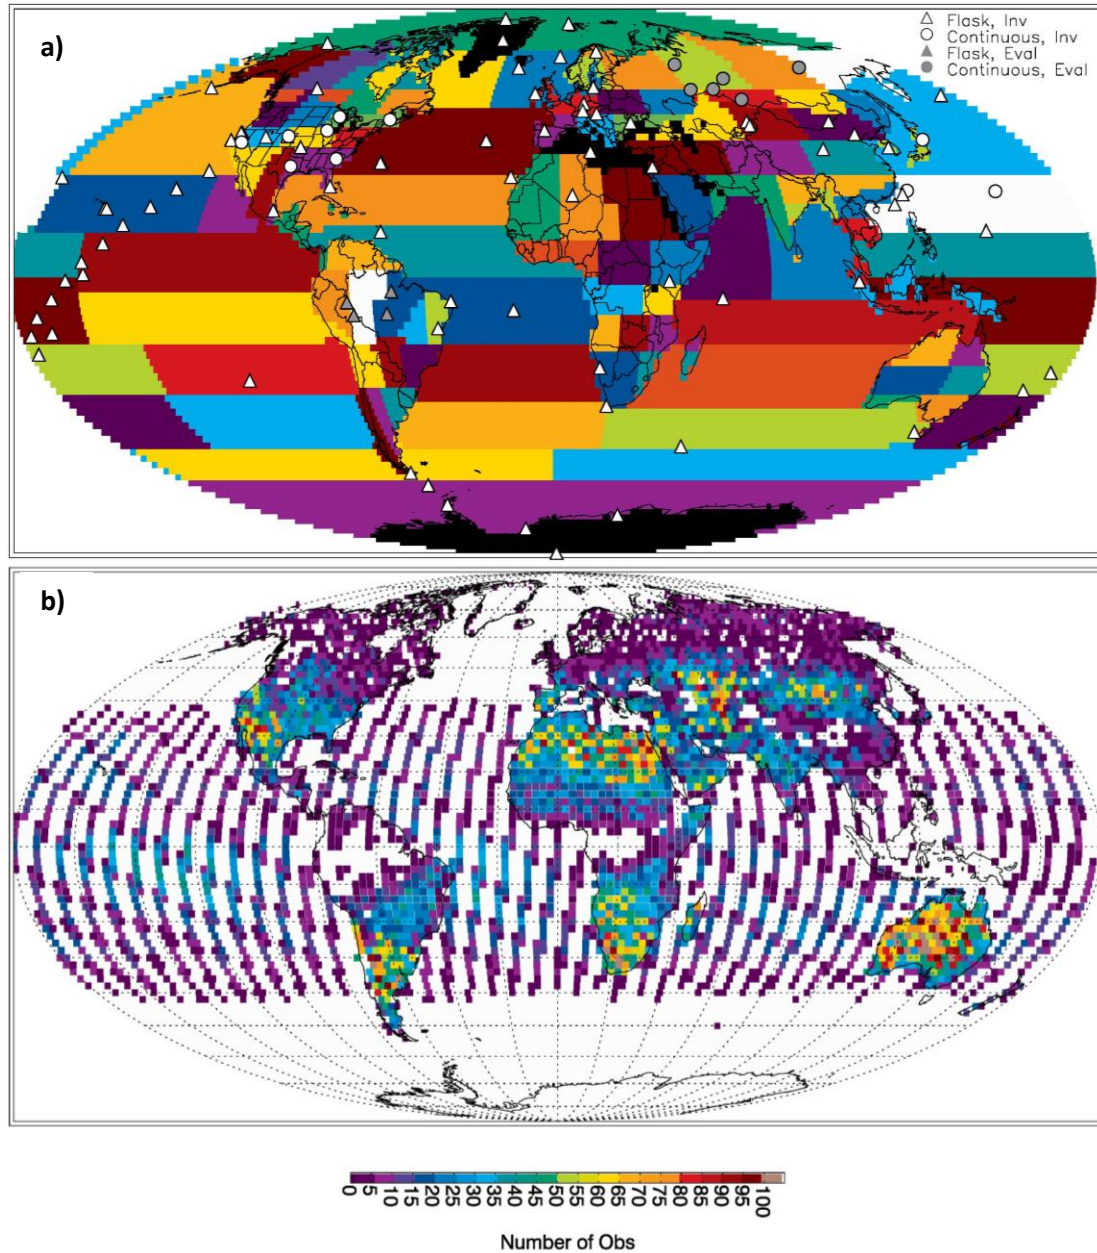 a)
Flask, Inv
Continuous, Inv
Flask, Eval
Continuous, Eval
b)
0 5 10 15 20 25 30 35 40 45 50 55 60 65 70 75 80 85 90 95 100
Number of Obs